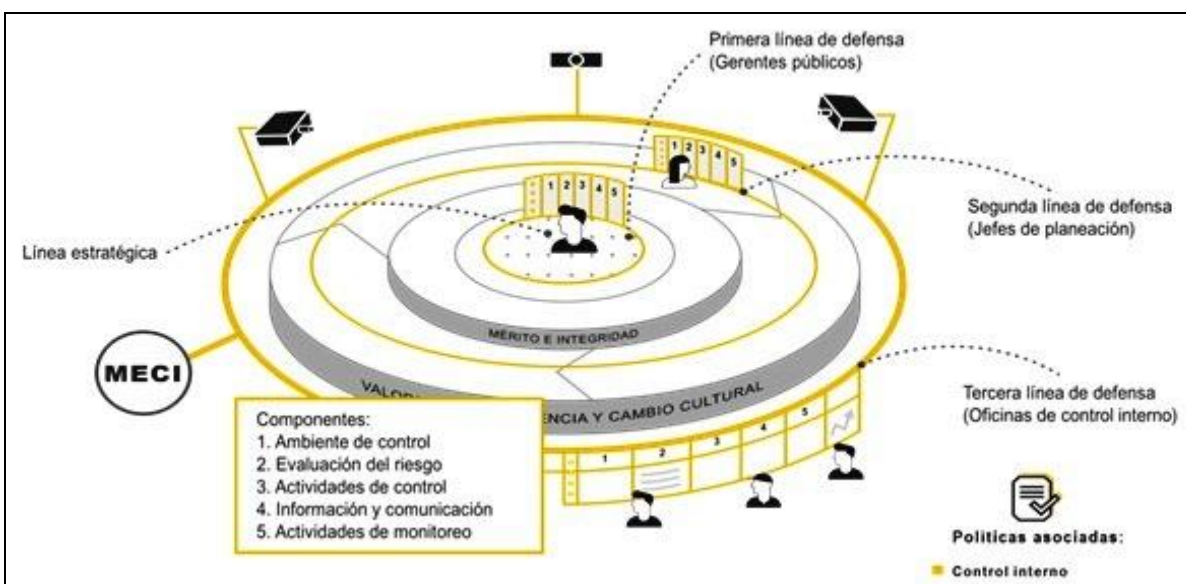 Primera línea de defensa
(Gerentes públicos)
1 2 3 4 5
1 2 3 4 5
Segunda línea de defensa
(Jefes de planeación)
Línea estratégica
MÉRITO E INTEGRIDAD
MECI
ENCIA Y CAMBIO CULTURAL
Tercera línea de defensa
(Oficinas de control interno)
Componentes:
1. Ambiente de control
2. Evaluación del riesgo
3. Actividades de control
4. Información y comunicación
5. Actividades de monitoreo
1 2 3 4 5
Políticas asociadas:
Control interno